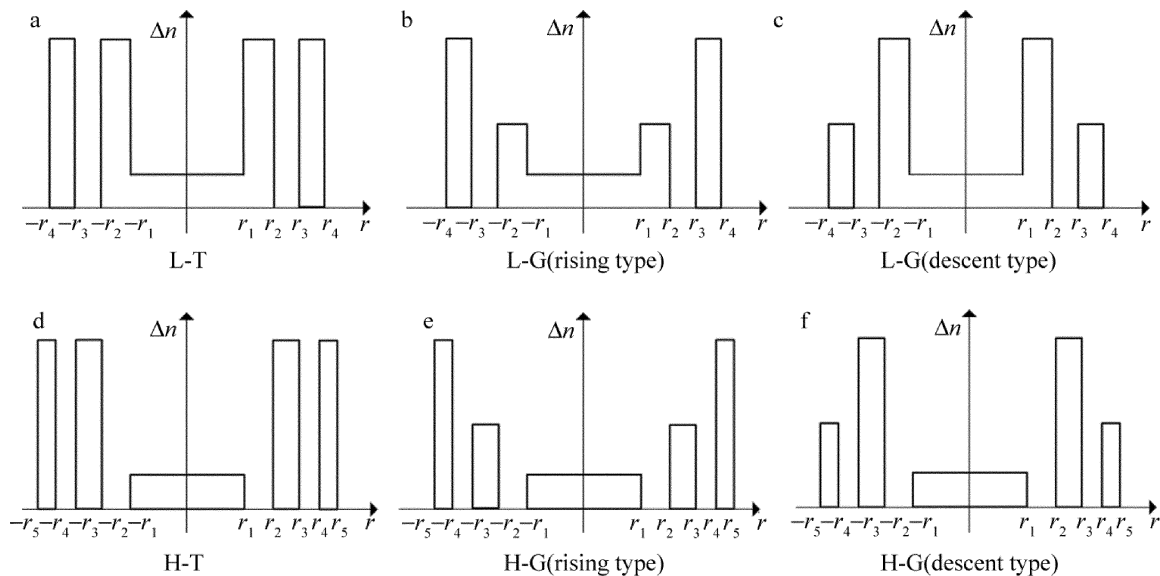 a Δn
−r₄ −r₃ −r₂ −r₁ r₁ r₂ r₃ r₄ r
L-T
b Δn
−r₄ −r₃ −r₂ −r₁ r₁ r₂ r₃ r₄ r
L-G(rising type)
c Δn
−r₄ −r₃ −r₂ −r₁ r₁ r₂ r₃ r₄ r
L-G(descent type)
d Δn
−r₅ −r₄ −r₃ −r₂ −r₁ r₁ r₂ r₃ r₄ r₅ r
H-T
e Δn
−r₅ −r₄ −r₃ −r₂ −r₁ r₁ r₂ r₃ r₄ r₅ r
H-G(rising type)
f Δn
−r₅ −r₄ −r₃ −r₂ −r₁ r₁ r₂ r₃ r₄ r₅ r
H-G(descent type)